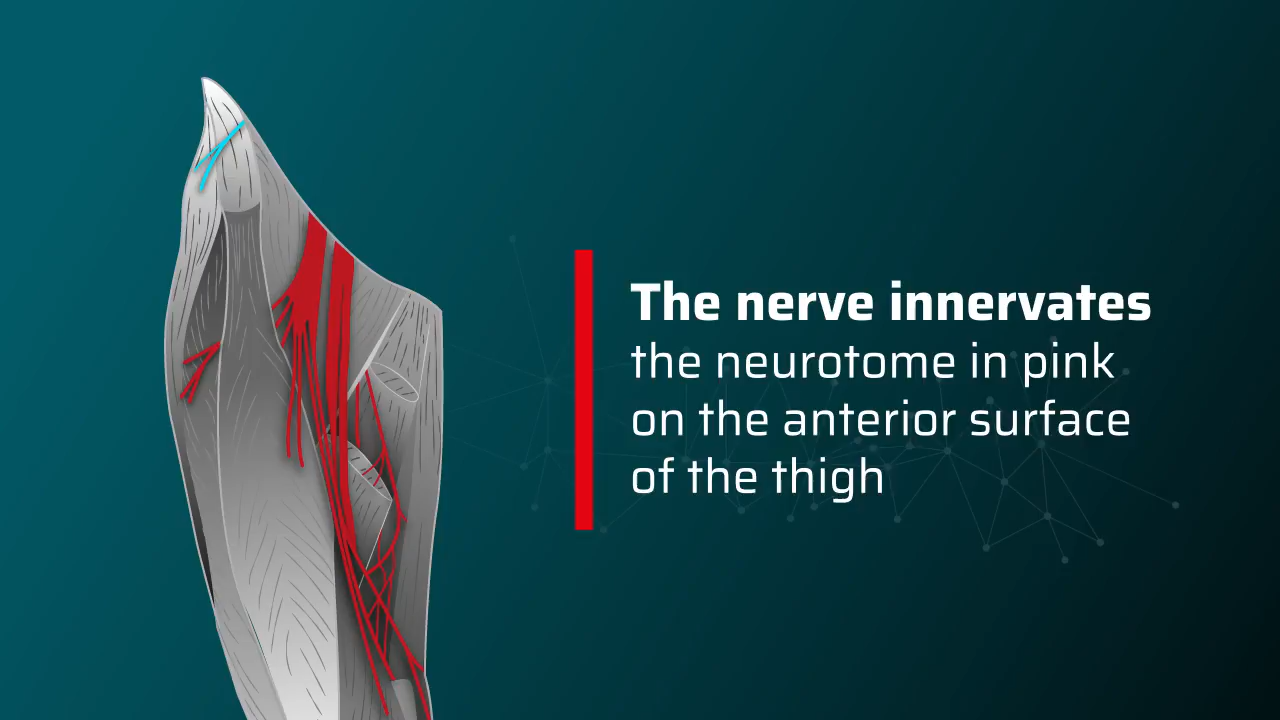 The nerve innervates
the neurotome in pink
on the anterior surface
of the thigh